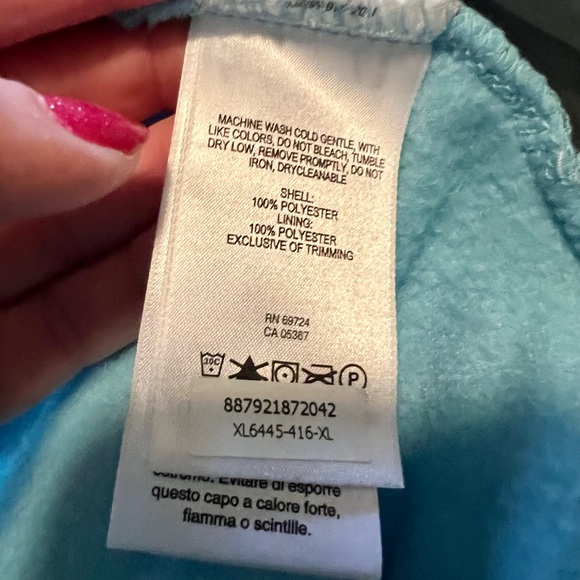 MACHINE WASH COLD GENTLE, WITH
LIKE COLORS, DO NOT BLEACH, TUMBLE
DRY LOW, REMOVE PROMPTLY, DO NOT
IRON, DRYCLEANABLE
SHELL:
100% POLYESTER
LINING:
100% POLYESTER
EXCLUSIVE OF TRIMMING
RN 69724
CA 05367
30C
P
887921872042
XL6445-416-XL
estremo. Evitare di esporre
questo capo a calore forte,
fiamma o scintille.